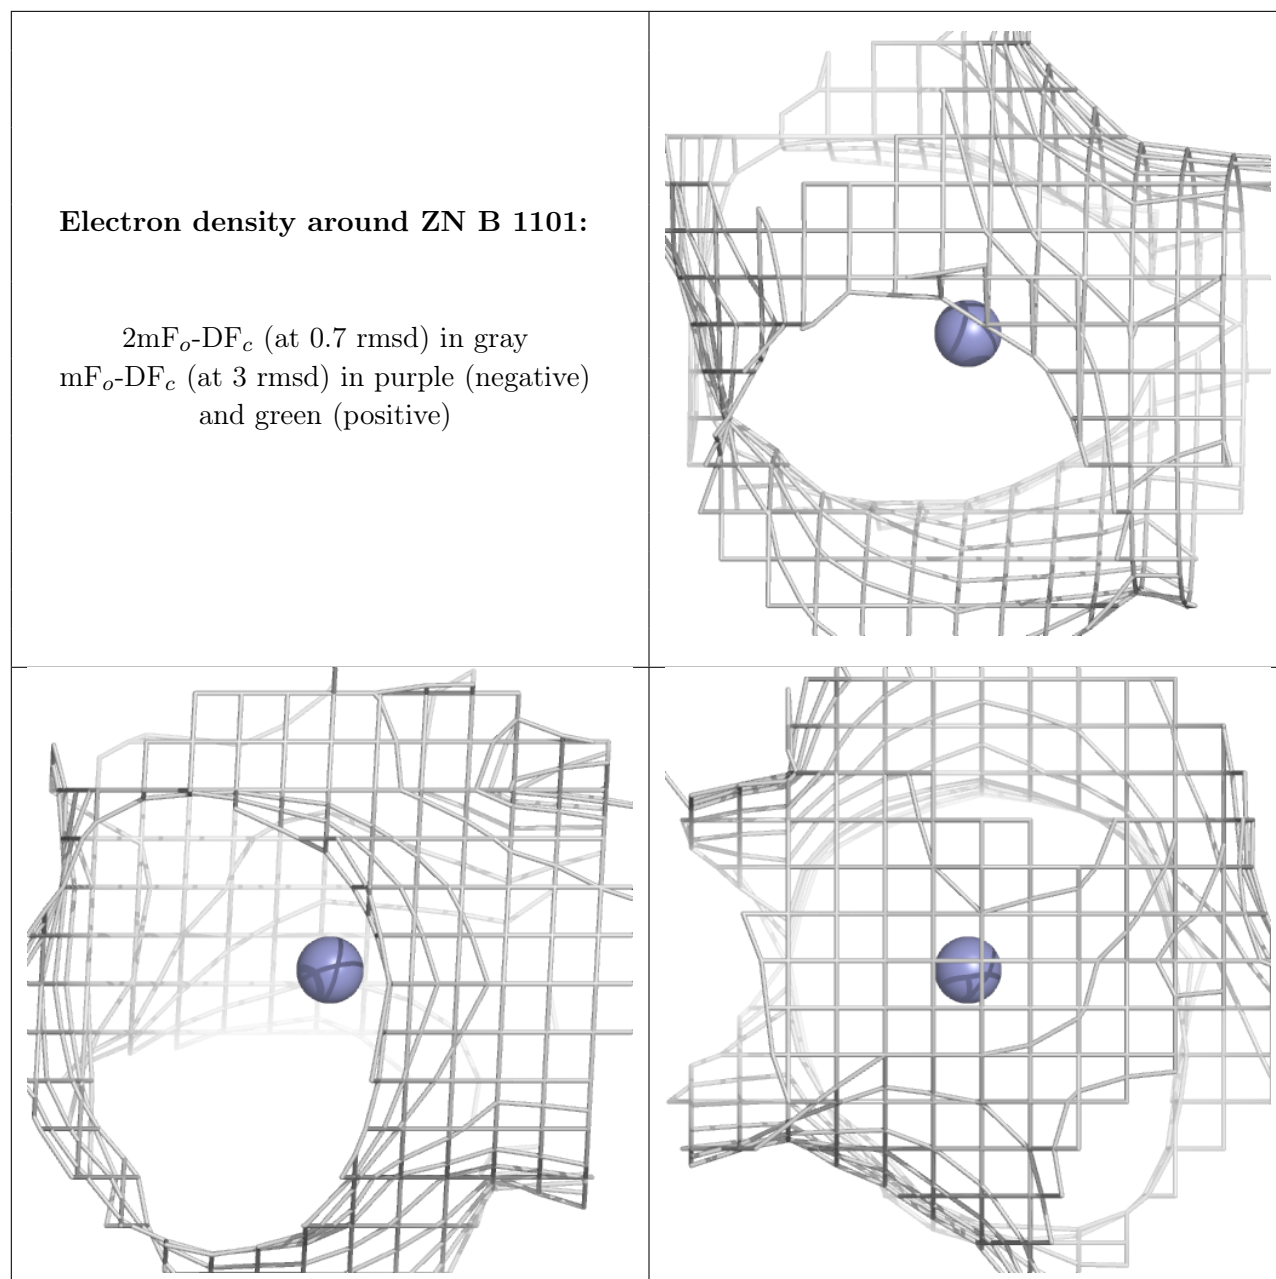 Electron density around ZN B 1101:
2mFo-DFc (at 0.7 rmsd) in gray
mFo-DFc (at 3 rmsd) in purple (negative)
and green (positive)